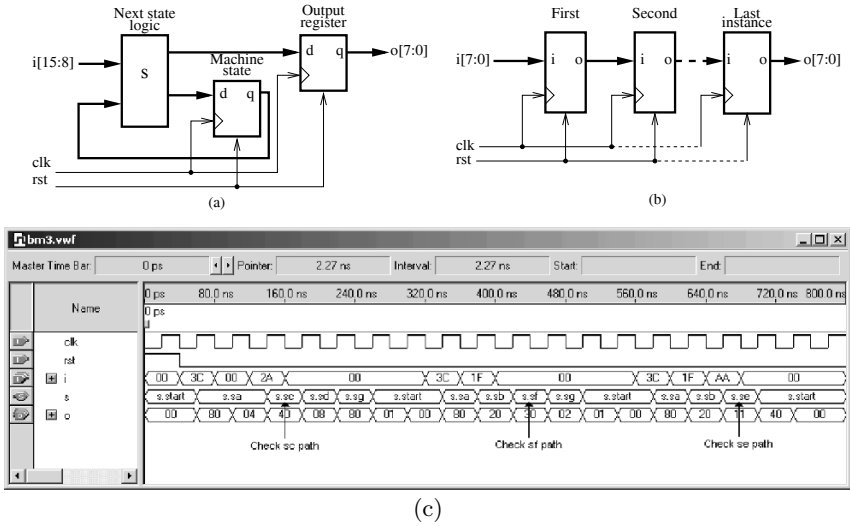 Next state
logic
Output
register
i[15:8]
s
Machine
state
d q
d q
o[7:0]
clk
rst
(a)
First
Second
Last
instance
i[7:0]
i o
i o
i o
o[7:0]
clk
rst
(b)
bm3.vwf
Master Time Bar: 0 ps Pointer: 2.27 ns Interval: 2.27 ns Start: End:
Name
0 ps 80.0 ns 160.0 ns 240.0 ns 320.0 ns 400.0 ns 480.0 ns 560.0 ns 640.0 ns 720.0 ns 800.0 ns
0 ps
clk
rst
i 00 3C 00 2A 00 3C 1F 00 3C 1F AA 00
s s.start s.sa s.sc s.sd s.sg s.start s.sa s.sb s.sf s.sg s.start s.sa s.sb s.se s.start
o 00 80 04 40 08 80 01 00 80 20 30 02 01 00 80 20 11 40 00
Check sc path
Check sf path
Check se path
(c)